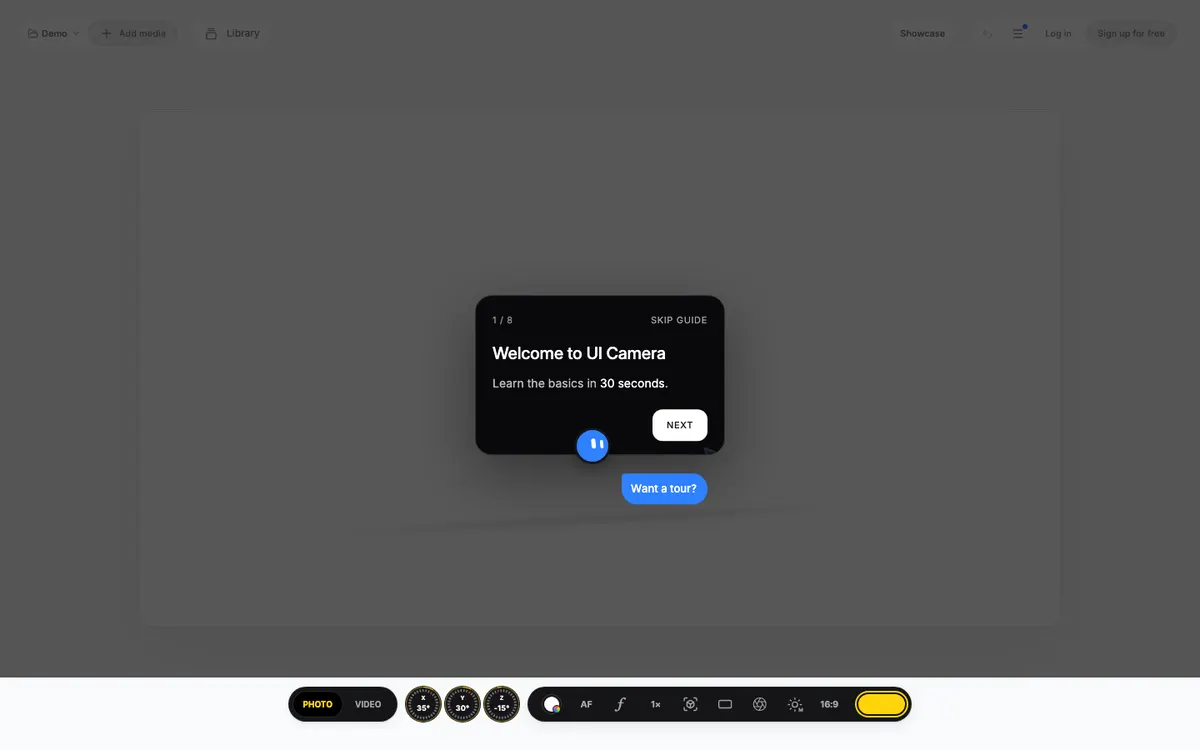 Demo
Add media
Library
Showcase
Log in
Sign up for free
1 / 8
SKIP GUIDE
Welcome to UI Camera
Learn the basics in 30 seconds.
NEXT
Want a tour?
PHOTO
VIDEO
X
35°
Y
30°
Z
-15°
AF
f
1×
M
16:9